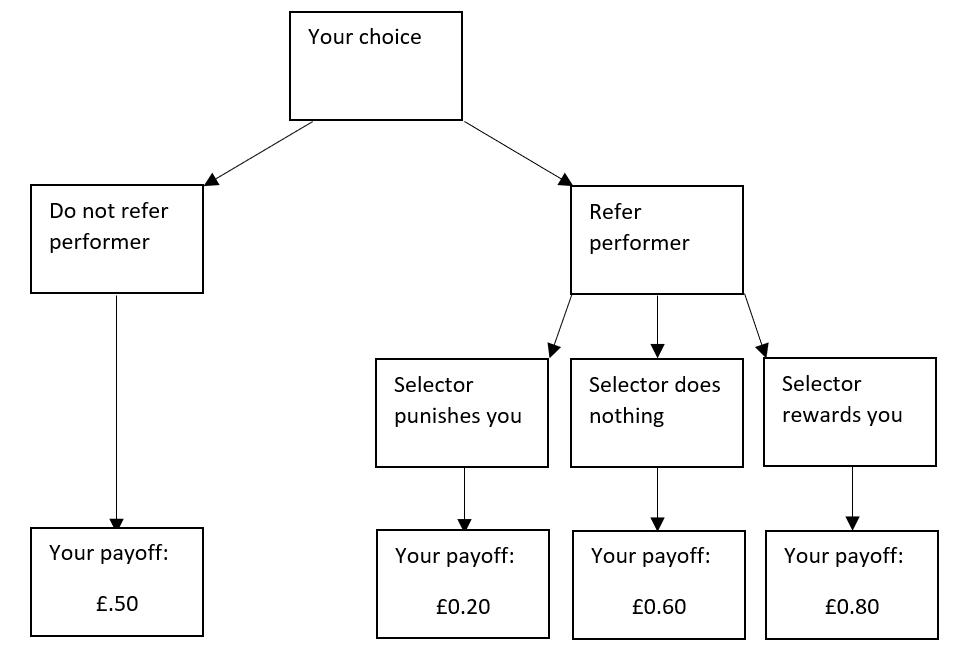 Your choice
Do not refer
performer
Refer
performer
Selector
punishes you
Selector does
nothing
Selector
rewards you
Your payoff:
£.50
Your payoff:
£0.20
Your payoff:
£0.60
Your payoff:
£0.80